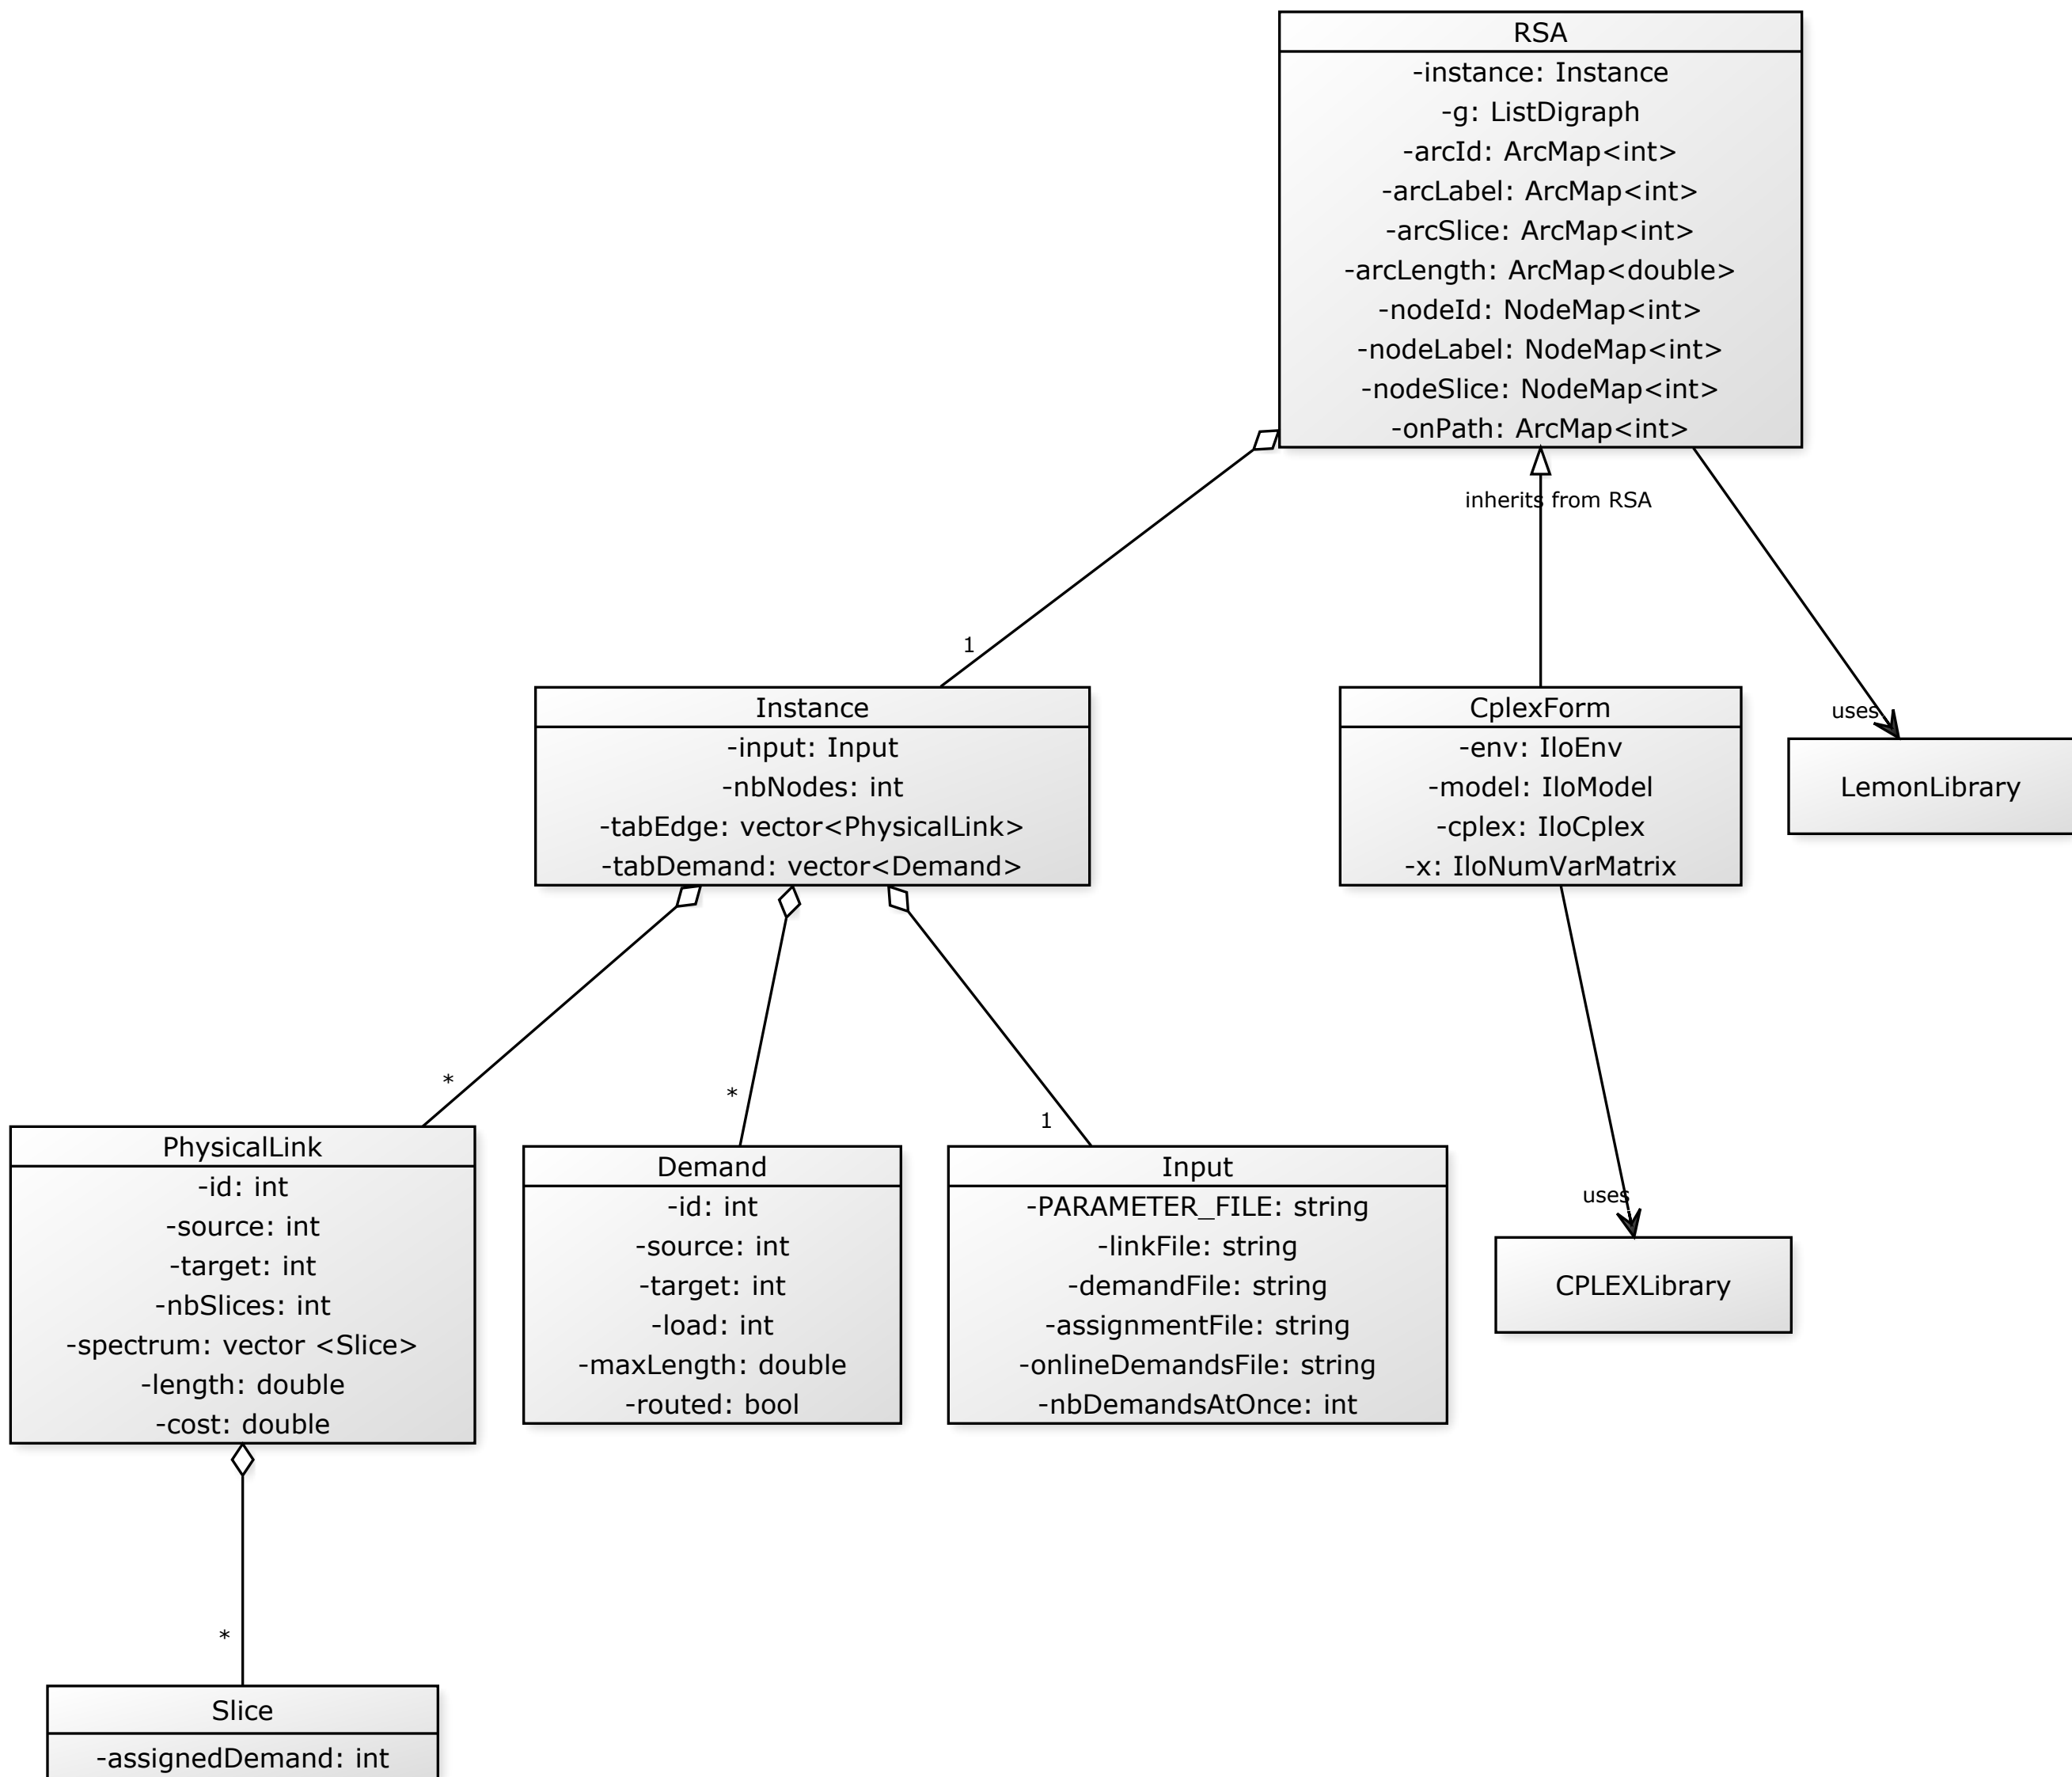 RSA
-instance: Instance
-g: ListDigraph
-arcId: ArcMap<int>
-arcLabel: ArcMap<int>
-arcSlice: ArcMap<int>
-arcLength: ArcMap<double>
-nodeId: NodeMap<int>
-nodeLabel: NodeMap<int>
-nodeSlice: NodeMap<int>
-onPath: ArcMap<int>
inherits from RSA
1
uses
Instance
-input: Input
-nbNodes: int
-tabEdge: vector<PhysicalLink>
-tabDemand: vector<Demand>
CplexForm
-env: IloEnv
-model: IloModel
-cplex: IloCplex
-x: IloNumVarMatrix
LemonLibrary
*
*
1
uses
PhysicalLink
-id: int
-source: int
-target: int
-nbSlices: int
-spectrum: vector <Slice>
-length: double
-cost: double
Demand
-id: int
-source: int
-target: int
-load: int
-maxLength: double
-routed: bool
Input
-PARAMETER_FILE: string
-linkFile: string
-demandFile: string
-assignmentFile: string
-onlineDemandsFile: string
-nbDemandsAtOnce: int
CPLEXLibrary
*
Slice
-assignedDemand: int